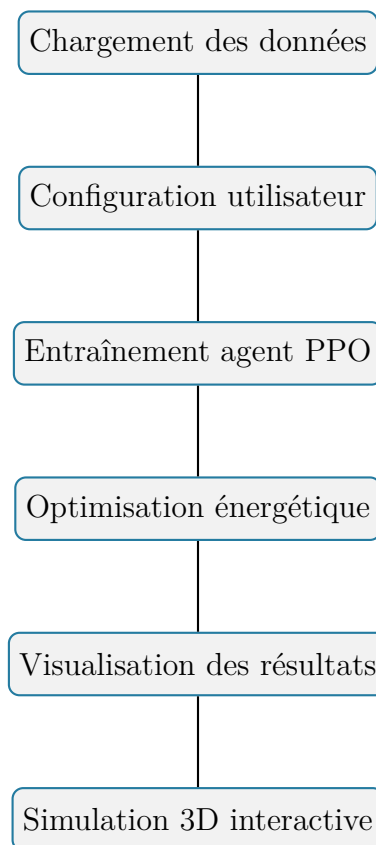 Chargement des données
Configuration utilisateur
Entraînement agent PPO
Optimisation énergétique
Visualisation des résultats
Simulation 3D interactive